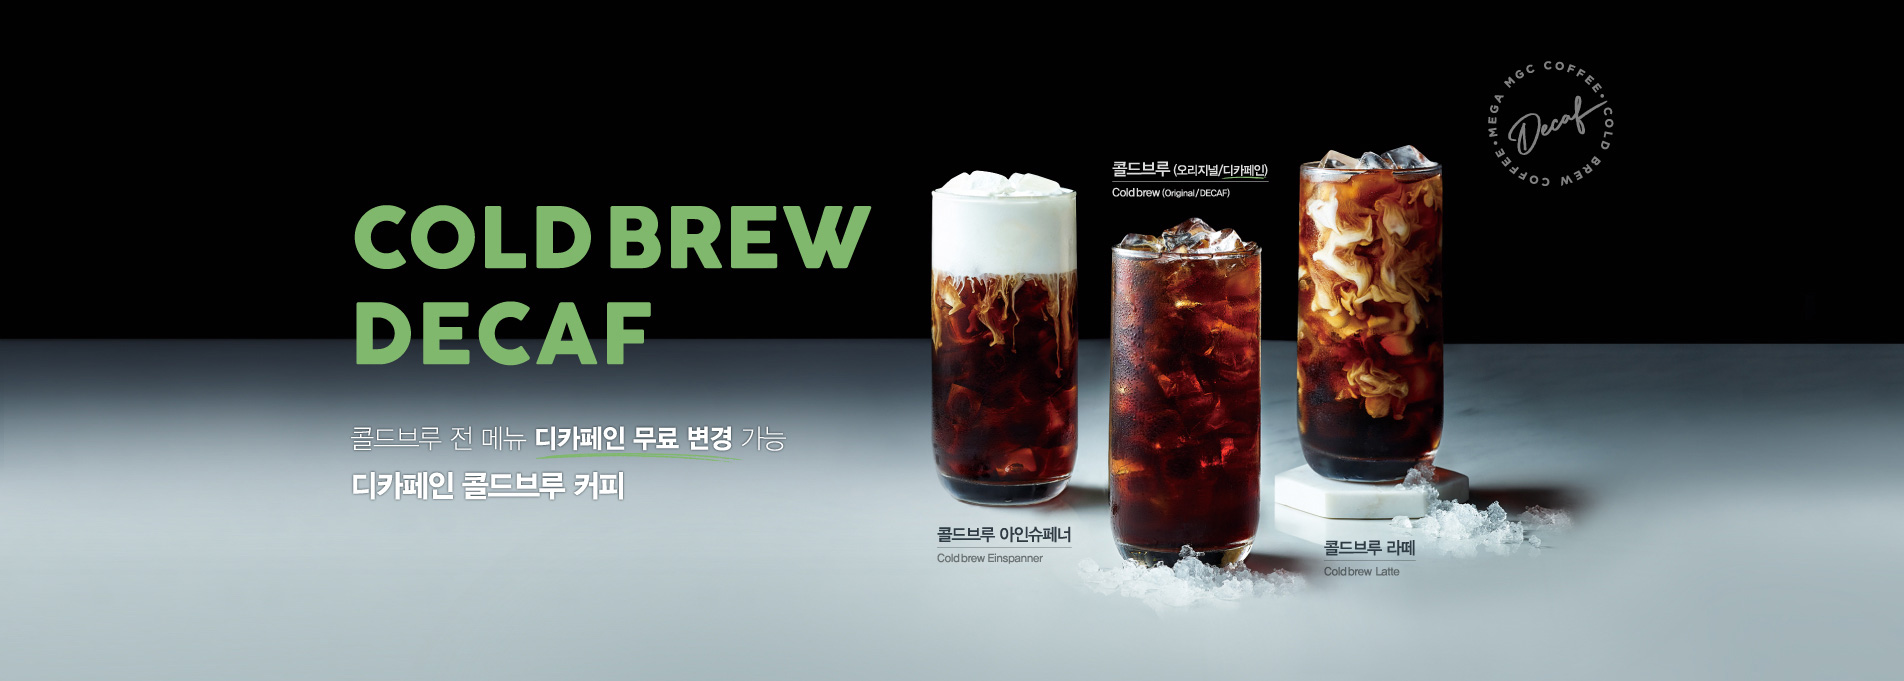 COLD BREW
DECAF
콜드브루 전 메뉴 디카페인 무료 변경 가능
디카페인 콜드브루 커피
콜드브루 아인슈페너
Cold brew Einspanner
콜드브루 (오리지널/디카페인)
Cold brew (Original/DECAF)
콜드브루 라떼
Cold brew Latte
MEGA MGC COFFEE • COLD BREW COFFEE •
Decaf